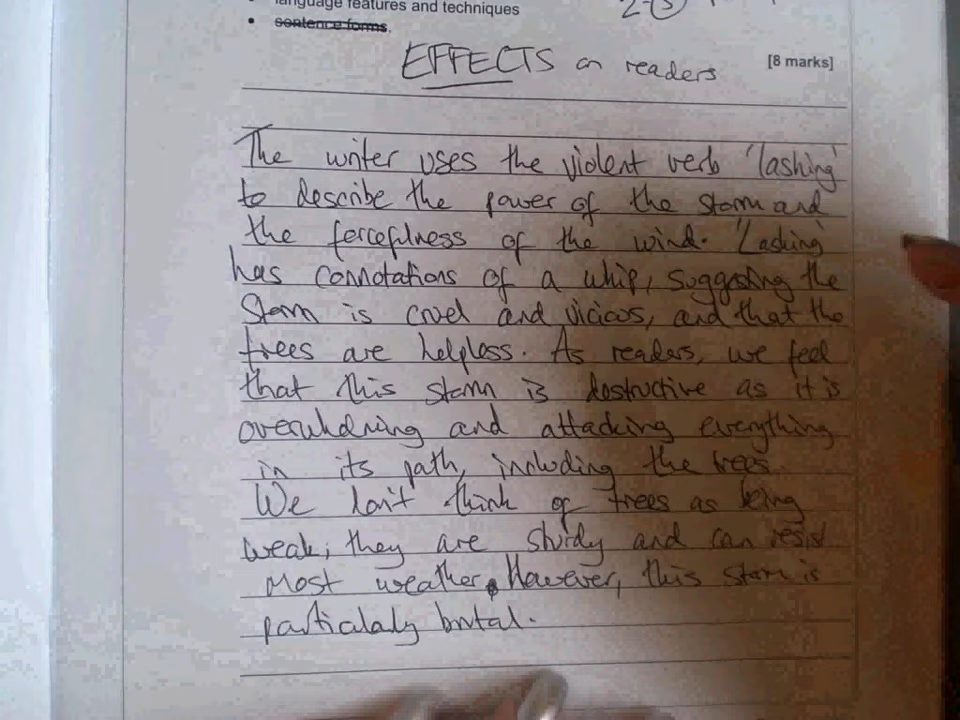 language features and techniques
sentence forms.
EFFECTS on readers
[8 marks]
The writer uses the violent verb 'lashing'
to describe the power of the storm and
the forcefulness of the wind. 'Lashing'
has connotations of a whip, suggesting the
storm is cruel and vicious, and that the
trees are helpless. As readers, we feel
that this storm is destructive as it is
overwhelming and attacking everything
in its path, including the trees.
We don't think of trees as being
weak; they are sturdy and can resist
most weather. However, this storm is
particularly brutal.